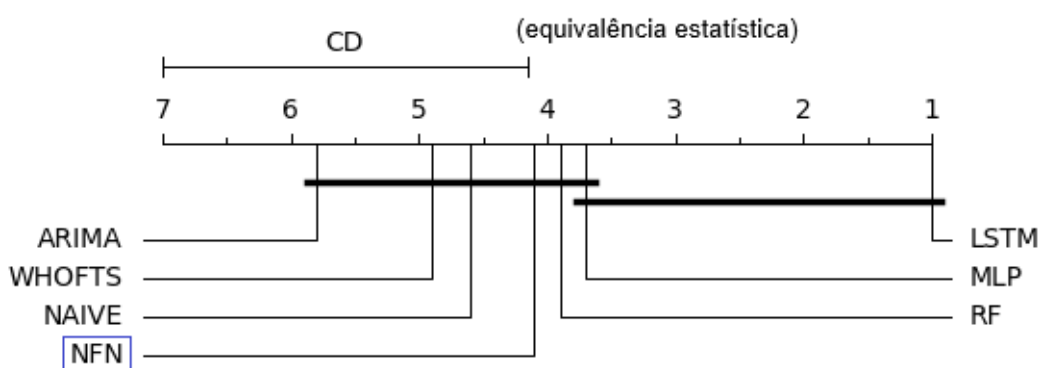 (equivalência estatística)
CD
7 6 5 4 3 2 1
ARIMA LSTM
WHOFTS MLP
NAIVE RF
NFN